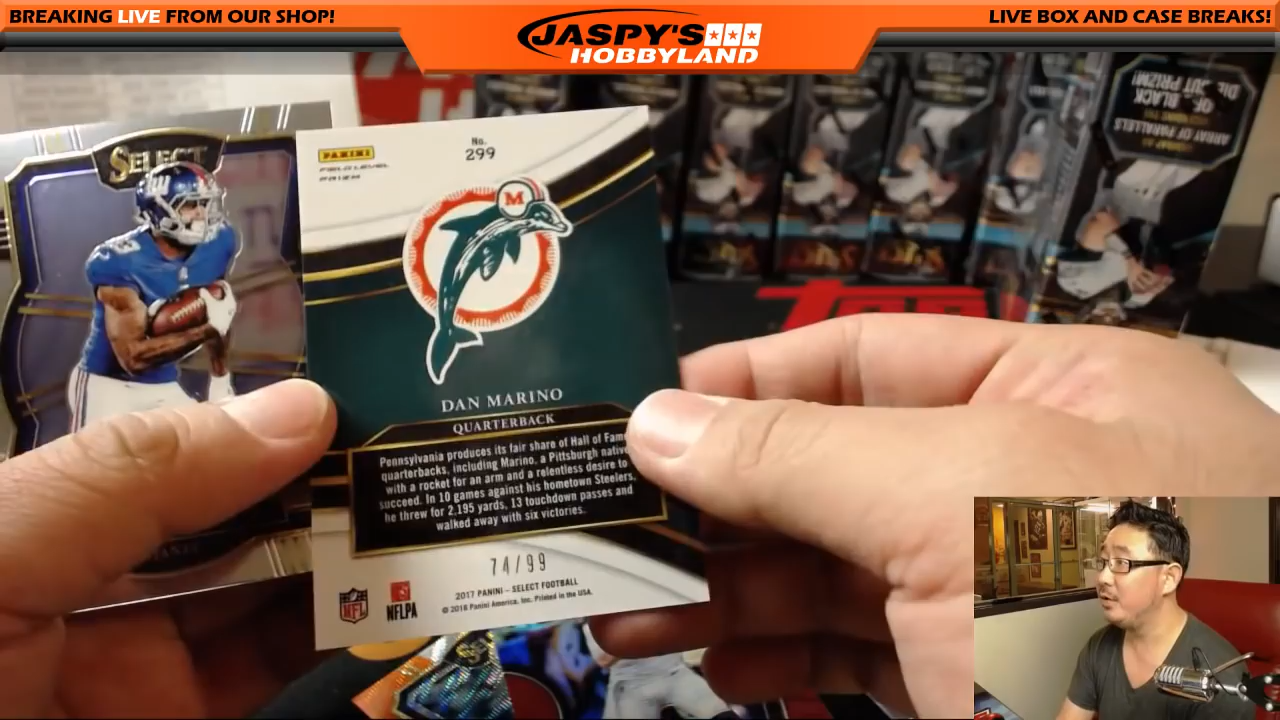 BREAKING LIVE FROM OUR SHOP!
JASPY'S
HOBBYLAND
LIVE BOX AND CASE BREAKS!
SELECT
PANINI
FIELD LEVEL
PRIZM
No.
299
M
DAN MARINO
QUARTERBACK
Pennsylvania produces its fair share of Hall of Fame
quarterbacks, including Marino, a Pittsburgh native
with a rocket for an arm and a relentless desire to
succeed. In 10 games against his hometown Steelers,
he threw for 2,195 yards, 13 touchdown passes and
walked away with six victories.
74/99
2017 PANINI – SELECT FOOTBALL
© 2018 Panini America, Inc. Printed in the USA.
NFL
NFLPA
ARRAY OF PARALLELS